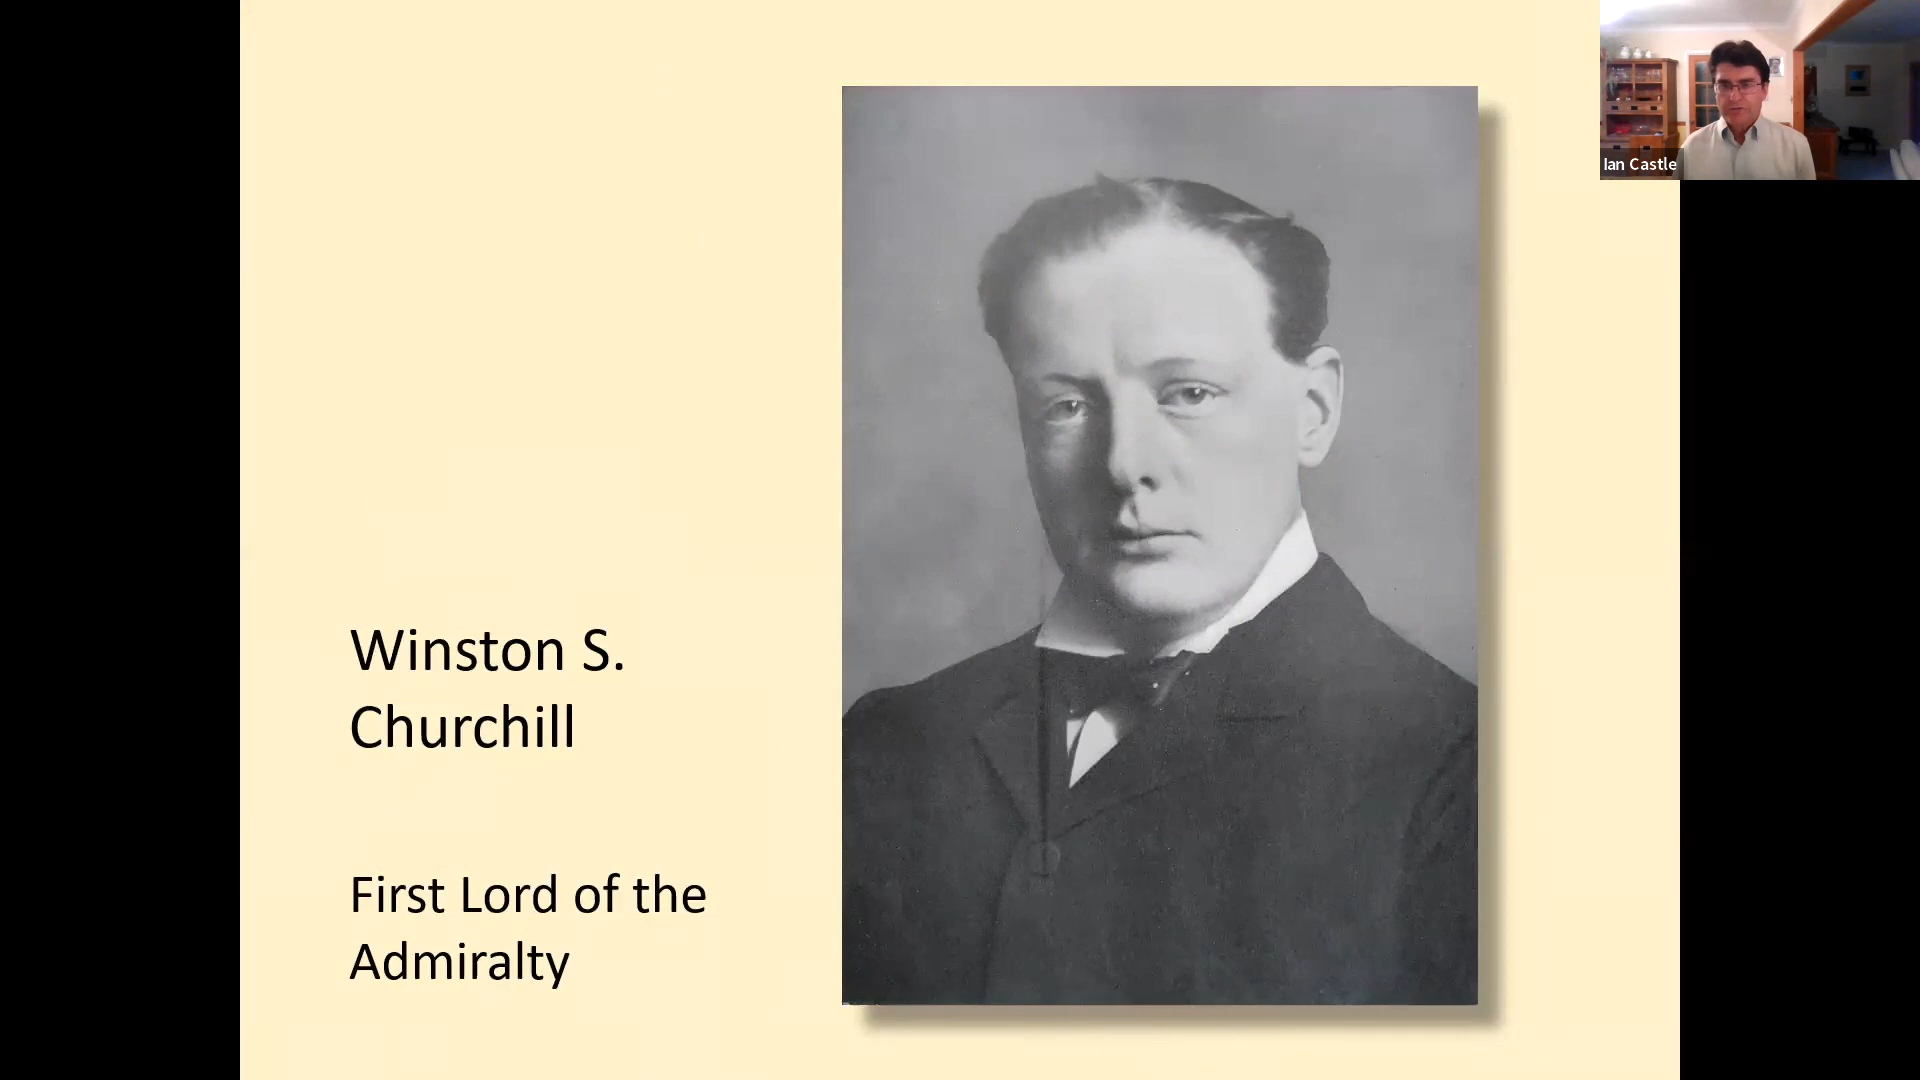 Ian Castle
Winston S.
Churchill
First Lord of the
Admiralty